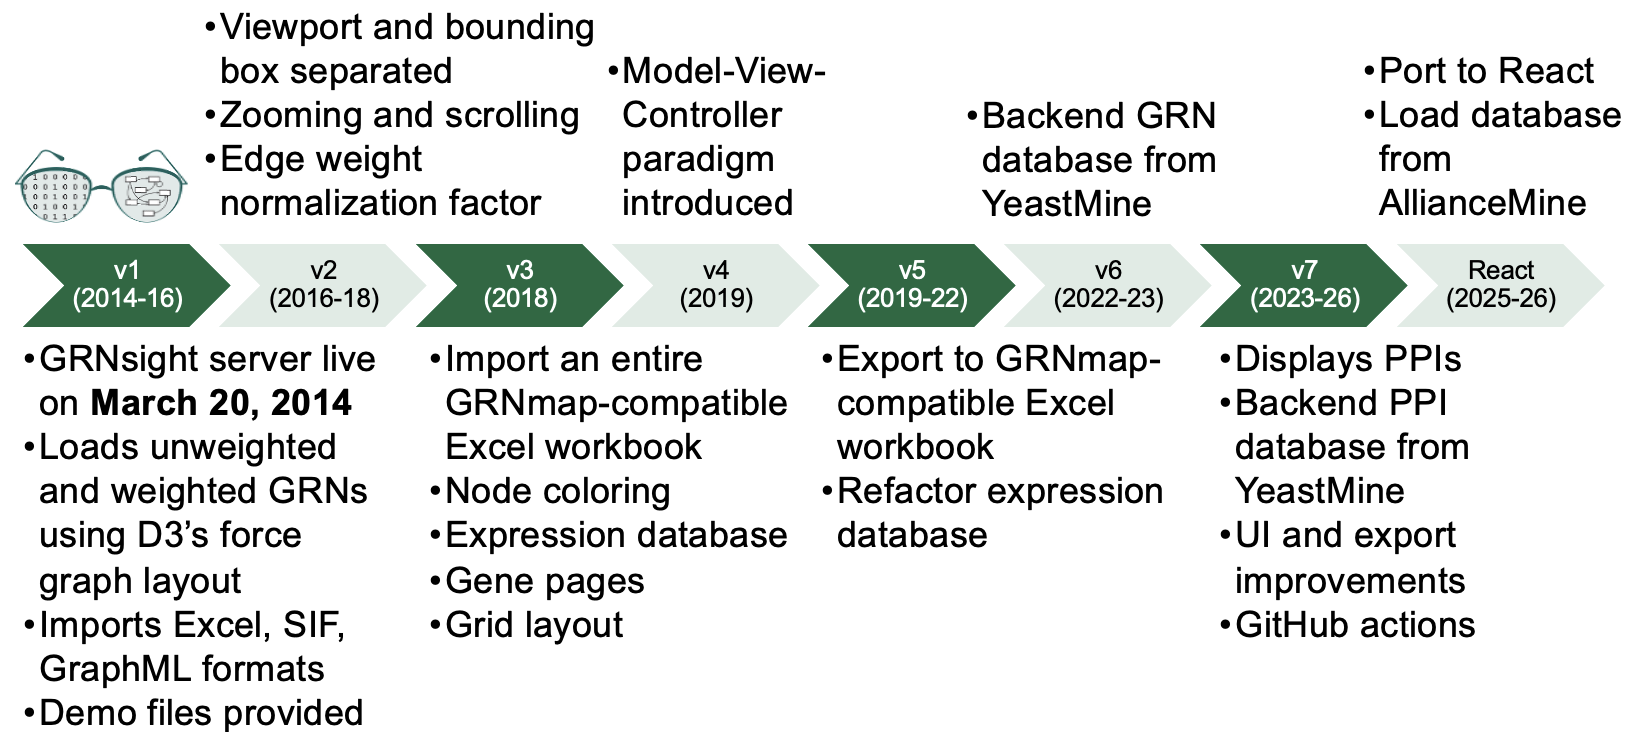 •Viewport and bounding
box separated
•Zooming and scrolling
•Edge weight
normalization factor
•Model-View-
Controller
paradigm
introduced
•Backend GRN
database from
YeastMine
•Port to React
•Load database
from
AllianceMine
v1
(2014-16)
v2
(2016-18)
v3
(2018)
v4
(2019)
v5
(2019-22)
v6
(2022-23)
v7
(2023-26)
React
(2025-26)
•GRNsight server live
on March 20, 2014
•Loads unweighted
and weighted GRNs
using D3’s force
graph layout
•Imports Excel, SIF,
GraphML formats
•Demo files provided
•Import an entire
GRNmap-compatible
Excel workbook
•Node coloring
•Expression database
•Gene pages
•Grid layout
•Export to GRNmap-
compatible Excel
workbook
•Refactor expression
database
•Displays PPIs
•Backend PPI
database from
YeastMine
•UI and export
improvements
•GitHub actions